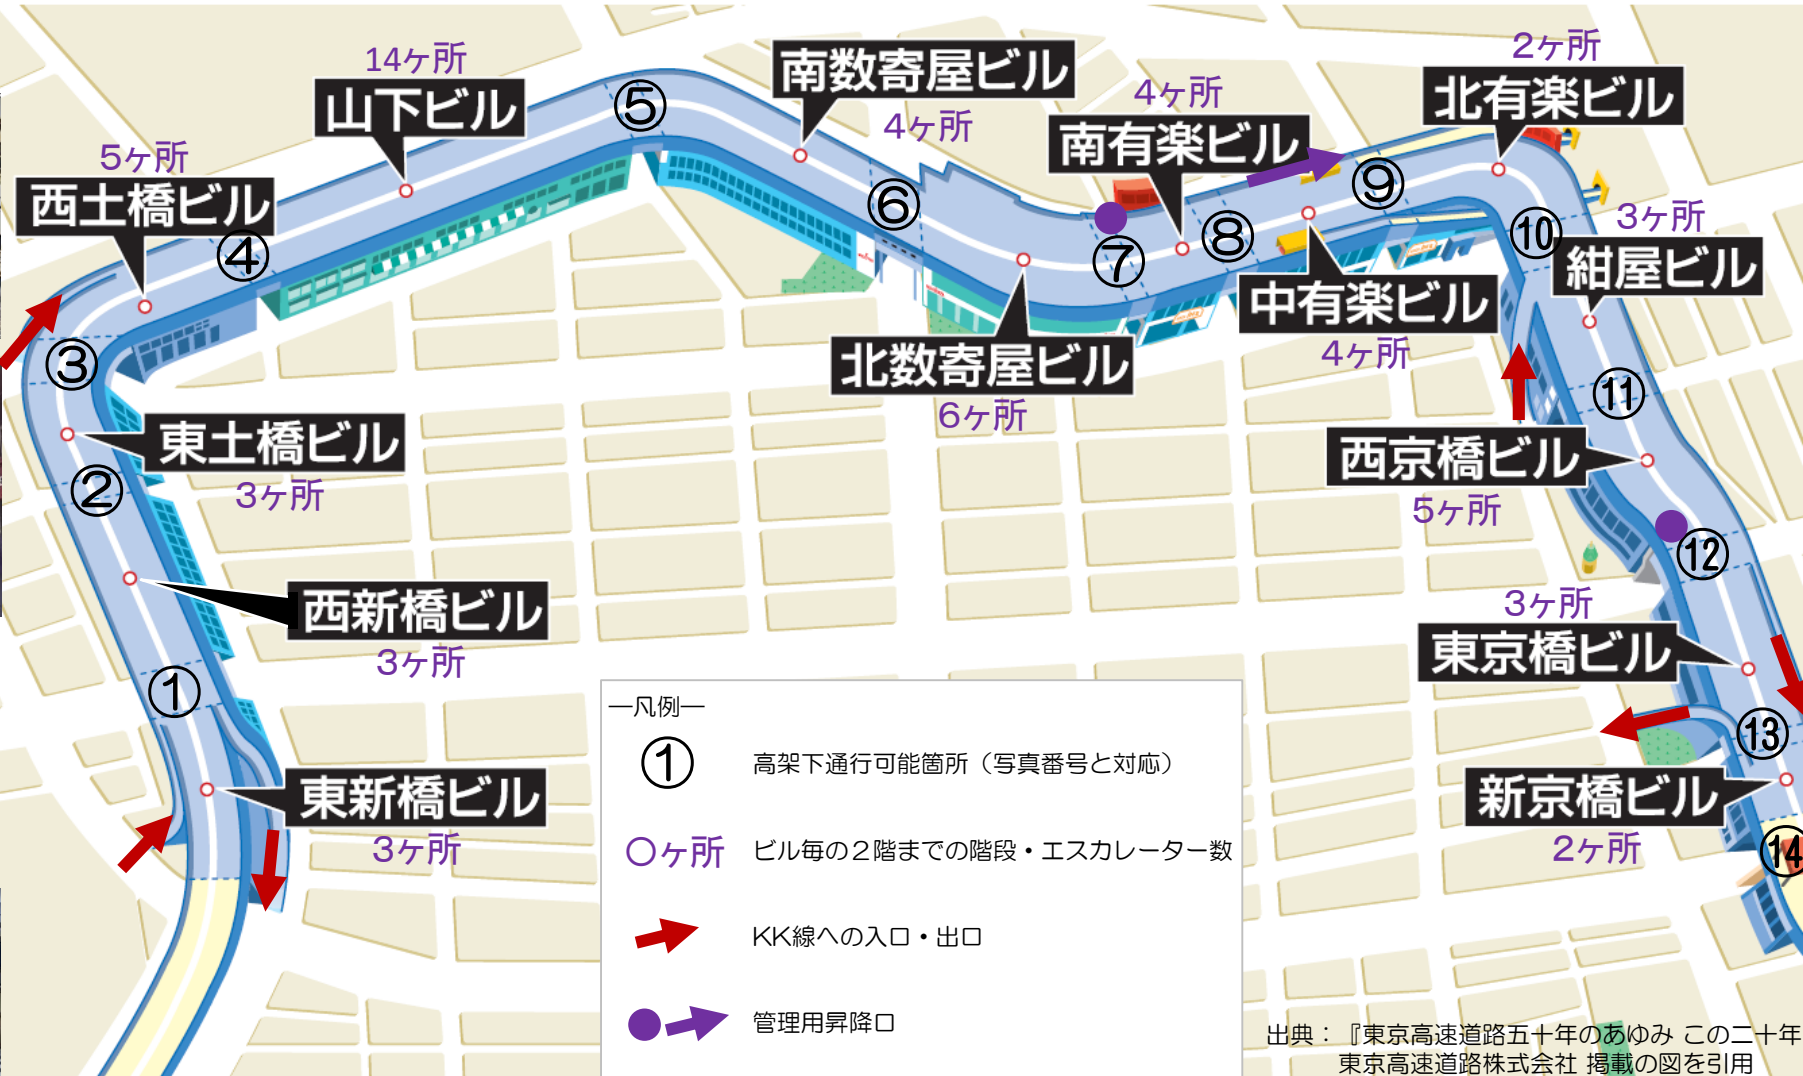 14ヶ所
山下ビル
5ヶ所
西土橋ビル
④
⑤
南数寄屋ビル
4ヶ所
⑥
4ヶ所
南有楽ビル
2ヶ所
北有楽ビル
⑦
⑧
⑨
⑩
3ヶ所
紺屋ビル
中有楽ビル
4ヶ所
北数寄屋ビル
6ヶ所
③
東土橋ビル
3ヶ所
②
西新橋ビル
3ヶ所
①
東新橋ビル
3ヶ所
⑪
西京橋ビル
5ヶ所
⑫
3ヶ所
東京橋ビル
⑬
新京橋ビル
2ヶ所
⑭
―凡例―
① 高架下通行可能箇所（写真番号と対応）
〇ヶ所 ビル毎の２階までの階段・エスカレーター数
KK線への入口・出口
管理用昇降口
出典：『東京高速道路五十年のあゆみ この二十年
東京高速道路株式会社 掲載の図を引用